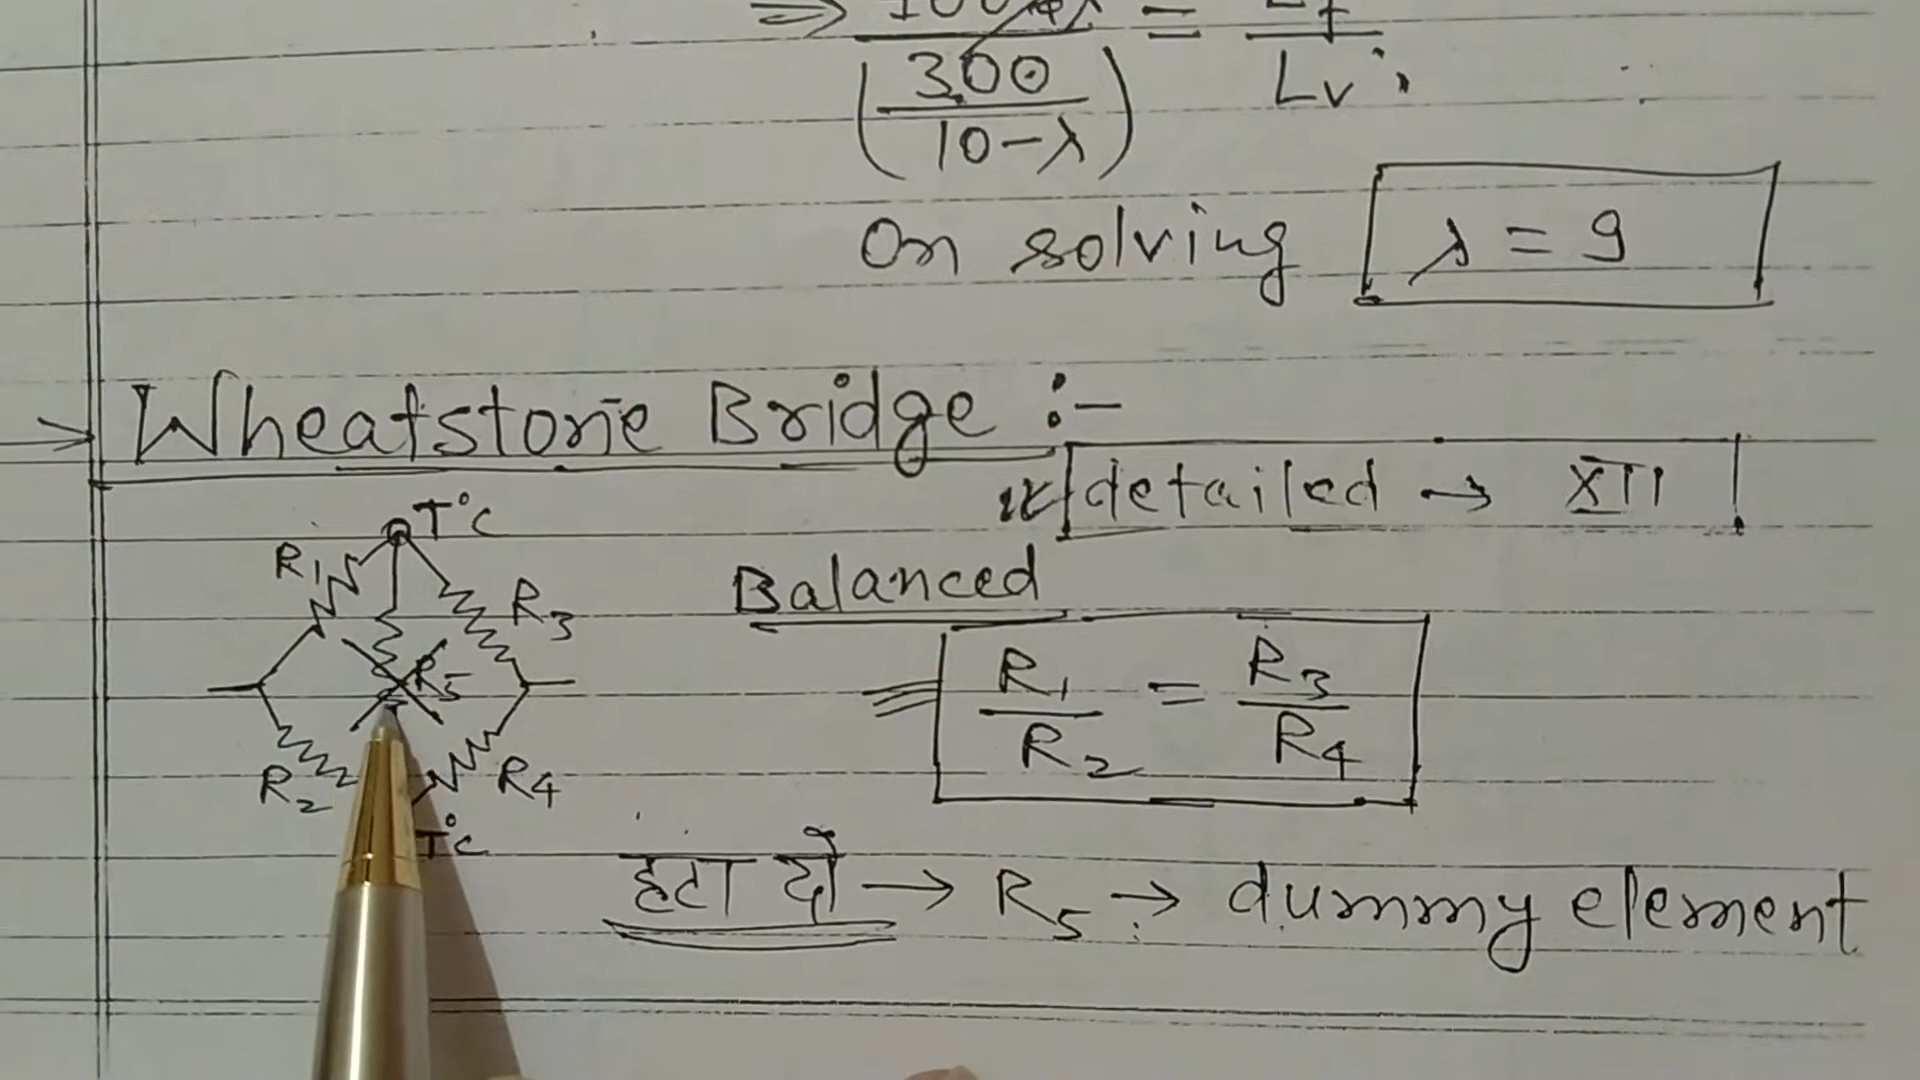 ⇒ 100 = L
( 300 / 10-λ ) Lv
On solving λ = 9
→ Wheatstone Bridge :-
detailed → XII
T°C
R1
R3
Balanced
R5
R1/R2 = R3/R4
R2
R4
T°C
हटा दो → R5 → dummy element